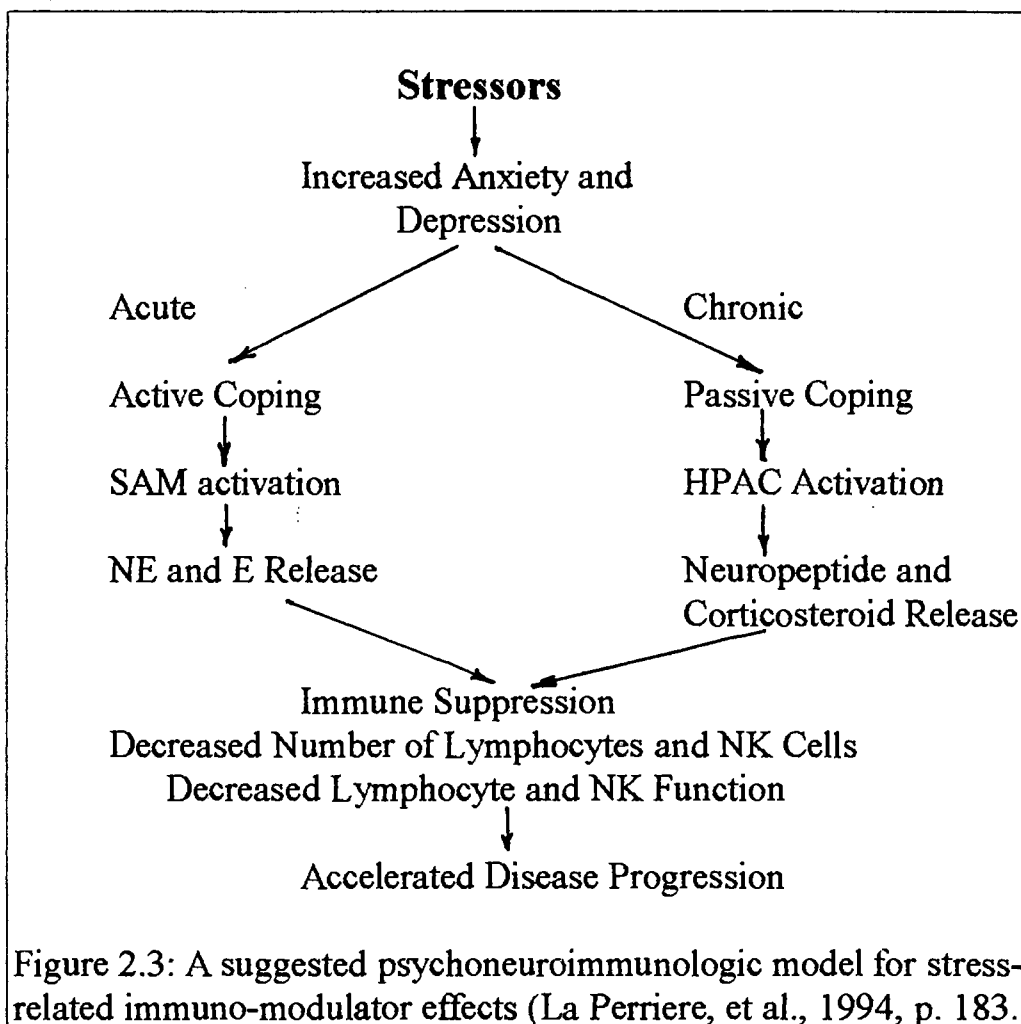 Stressors
Increased Anxiety and
Depression
Acute
Chronic
Active Coping
Passive Coping
SAM activation
HPAC Activation
NE and E Release
Neuropeptide and
Corticosteroid Release
Immune Suppression
Decreased Number of Lymphocytes and NK Cells
Decreased Lymphocyte and NK Function
Accelerated Disease Progression
Figure 2.3: A suggested psychoneuroimmunologic model for stress-
related immuno-modulator effects (La Perriere, et al., 1994, p. 183.